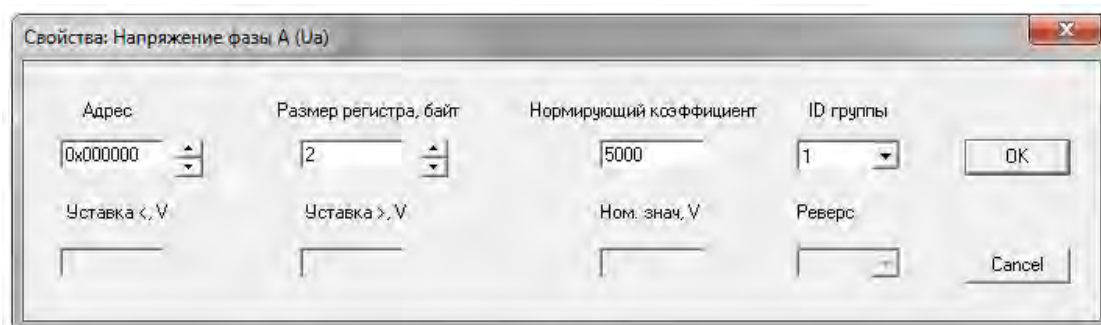 Свойства: Напряжение фазы А (Ua)
Адрес Размер регистра, байт Нормирующий коэффициент ID группы
0x000000 2 5000 1 OK
Уставка <, V Уставка >, V Ном. знач, V Реверс
Cancel